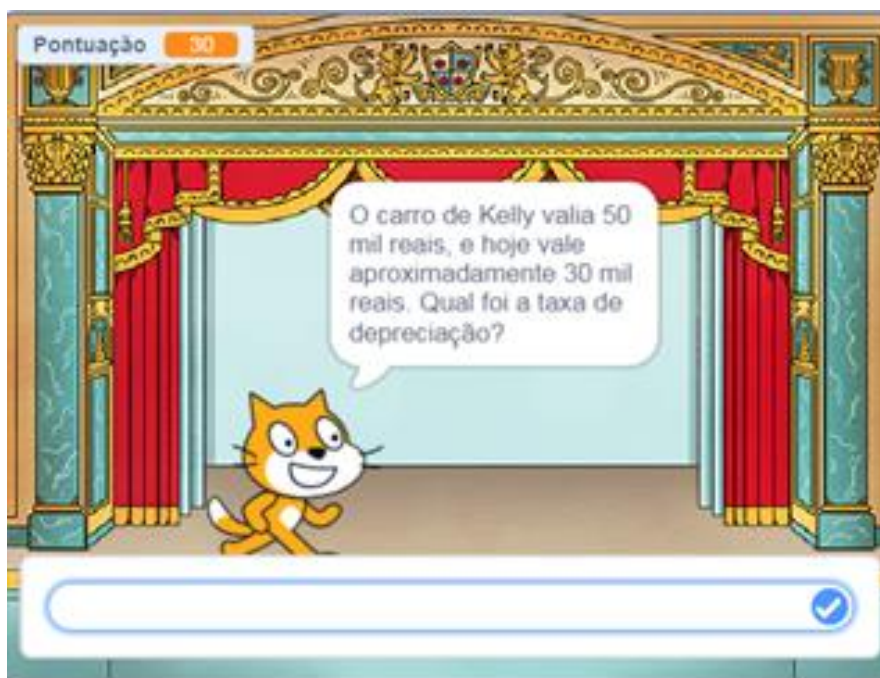 Pontuação 30
O carro de Kelly valia 50
mil reais, e hoje vale
aproximadamente 30 mil
reais. Qual foi a taxa de
depreciação?